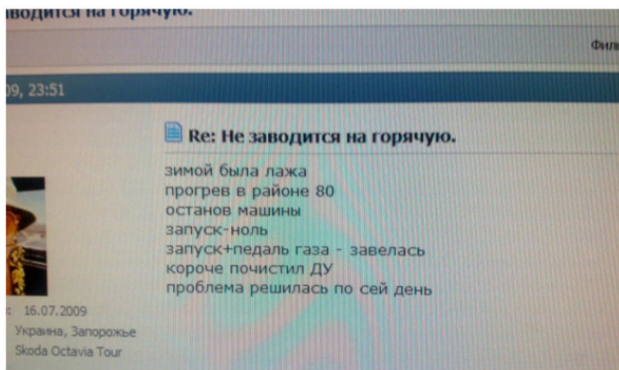 заводится на горячую.
09, 23:51
Re: Не заводится на горячую.
зимой была лажа
прогрев в районе 80
останов машины
запуск-ноль
запуск+педаль газа - завелась
короче почистил ДУ
проблема решилась по сей день
16.07.2009
Украина, Запорожье
Skoda Octavia Tour